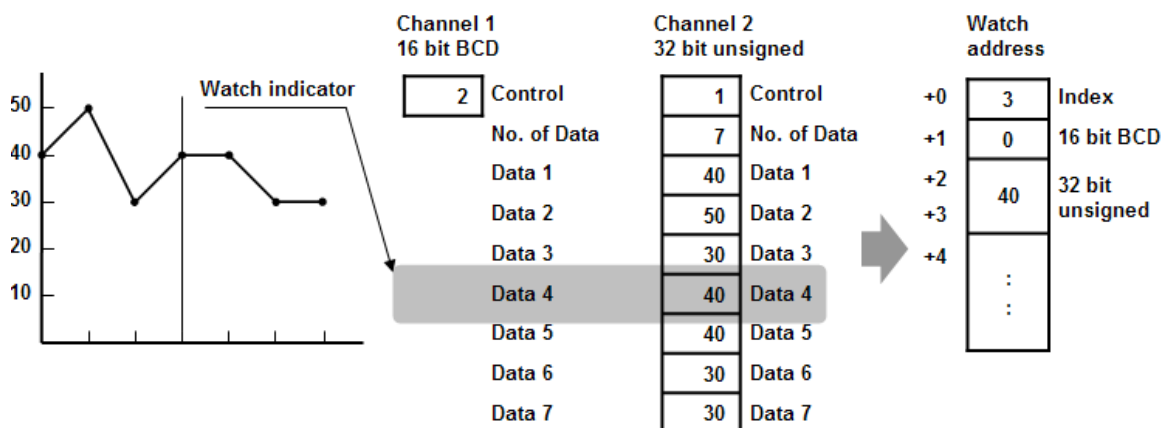 Channel 1
16 bit BCD
Channel 2
32 bit unsigned
Watch
address
50
40
30
20
10
Watch indicator
2 Control
No. of Data
Data 1
Data 2
Data 3
Data 4
Data 5
Data 6
Data 7
1 Control
7 No. of Data
40 Data 1
50 Data 2
30 Data 3
40 Data 4
40 Data 5
30 Data 6
30 Data 7
+0 3 Index
+1 0 16 bit BCD
+2
+3
40
32 bit
unsigned
+4
:
: